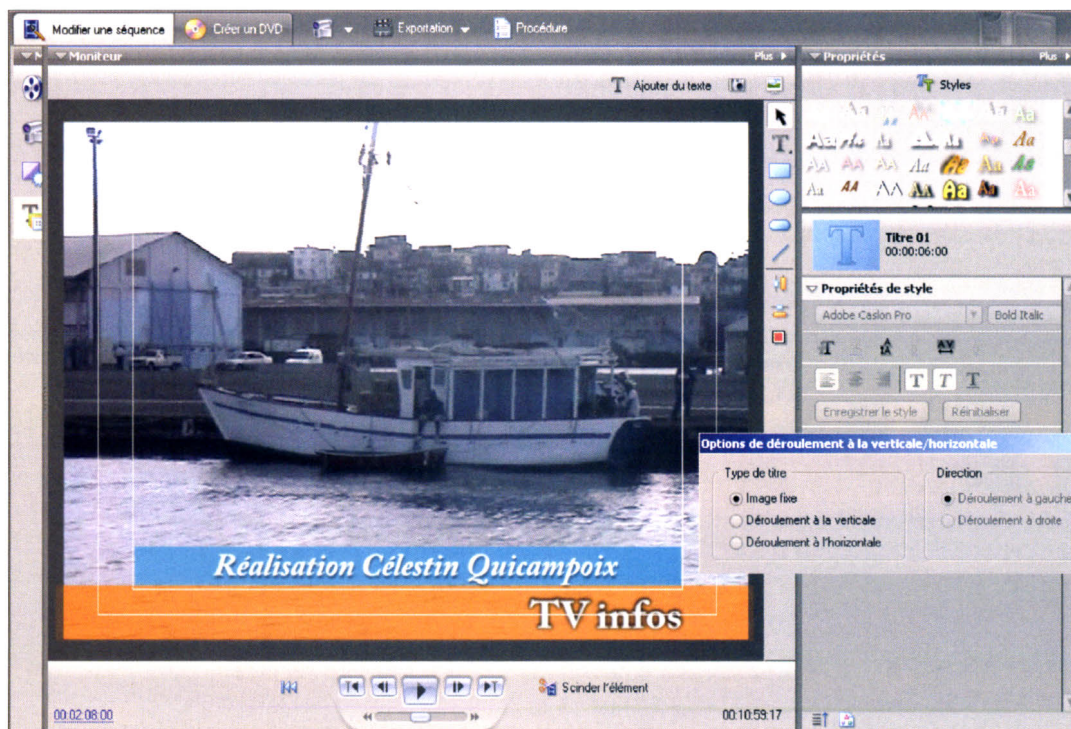 Modifier une séquence
Créer un DVD
Exportation
Procédure
Moniteur
Plus
Propriétés
Plus
T Ajouter du texte
Styles
Titre 01
00:00:06:00
Propriétés de style
Adobe Caslon Pro
Bold Italic
Enregistrer le style
Réinitialiser
Options de déroulement à la verticale/horizontale
Type de titre
Image fixe
Déroulement à la verticale
Déroulement à l'horizontale
Direction
Déroulement à gauche
Déroulement à droite
Réalisation Célestin Quicampoix
TV infos
Scinder l'élément
00:02:08:00
00:10:59:17